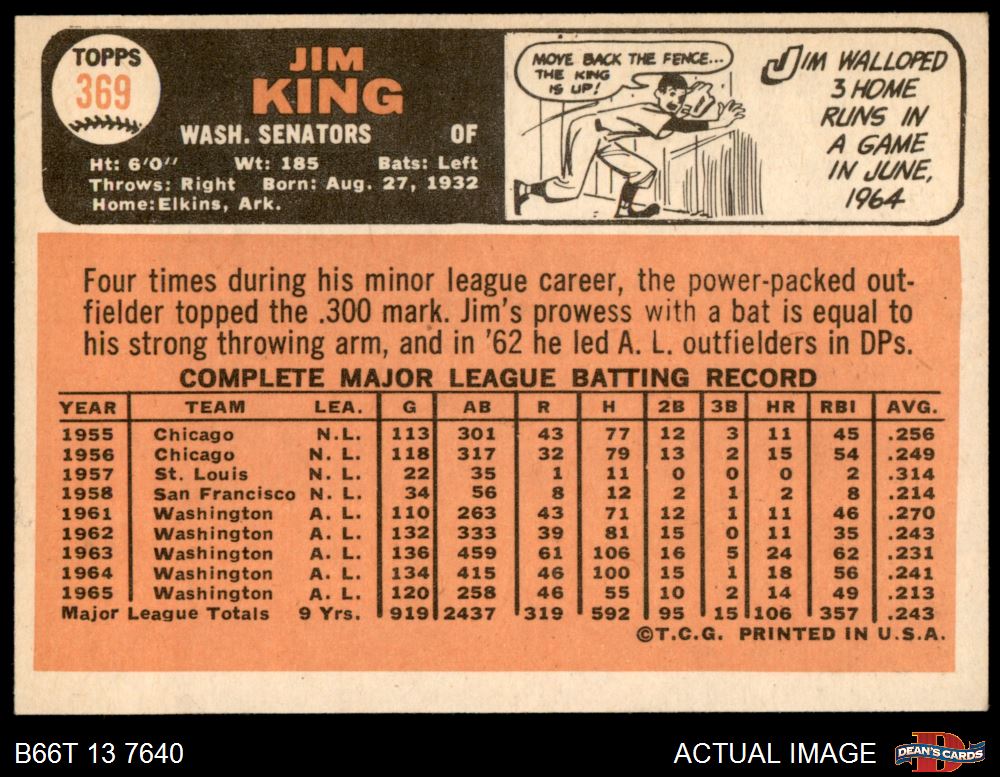 TOPPS
369
JIM
KING
WASH. SENATORS OF
Ht: 6'0" Wt: 185 Bats: Left
Throws: Right Born: Aug. 27, 1932
Home: Elkins, Ark.
MOVE BACK THE FENCE...
THE KING
IS UP!
JIM WALLOPED
3 HOME
RUNS IN
A GAME
IN JUNE,
1964
Four times during his minor league career, the power-packed out-
fielder topped the .300 mark. Jim's prowess with a bat is equal to
his strong throwing arm, and in '62 he led A. L. outfielders in DPs.
COMPLETE MAJOR LEAGUE BATTING RECORD
YEAR TEAM LEA. G AB R H 2B 3B HR RBI AVG.
1955 Chicago N.L. 113 301 43 77 12 3 11 45 .256
1956 Chicago N. L. 118 317 32 79 13 2 15 54 .249
1957 St. Louis N. L. 22 35 1 11 0 0 0 2 .314
1958 San Francisco N. L. 34 56 8 12 2 1 2 8 .214
1961 Washington A. L. 110 263 43 71 12 1 11 46 .270
1962 Washington A. L. 132 333 39 81 15 0 11 35 .243
1963 Washington A. L. 136 459 61 106 16 5 24 62 .231
1964 Washington A. L. 134 415 46 100 15 1 18 56 .241
1965 Washington A. L. 120 258 46 55 10 2 14 49 .213
Major League Totals 9 Yrs. 919 2437 319 592 95 15 106 357 .243
©T.C.G. PRINTED IN U.S.A.
B66T 13 7640
ACTUAL IMAGE
DEAN'S CARDS